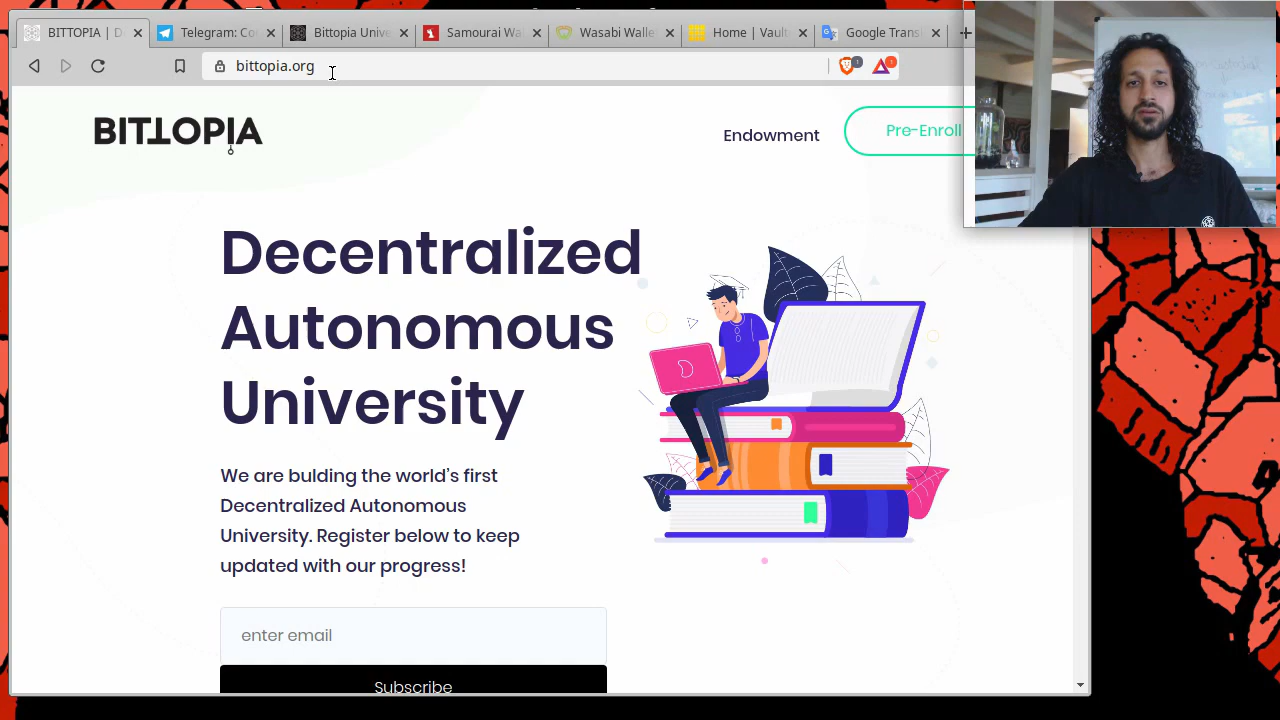 BITTOPIA | D
Telegram: Co
Bittopia Unive
Samourai Wa
Wasabi Walle
Home | Vault
Google Transl
bittopia.org
BITTOPIA
Endowment
Pre-Enroll
Decentralized
Autonomous
University
We are bulding the world’s first
Decentralized Autonomous
University. Register below to keep
updated with our progress!
enter email
Subscribe